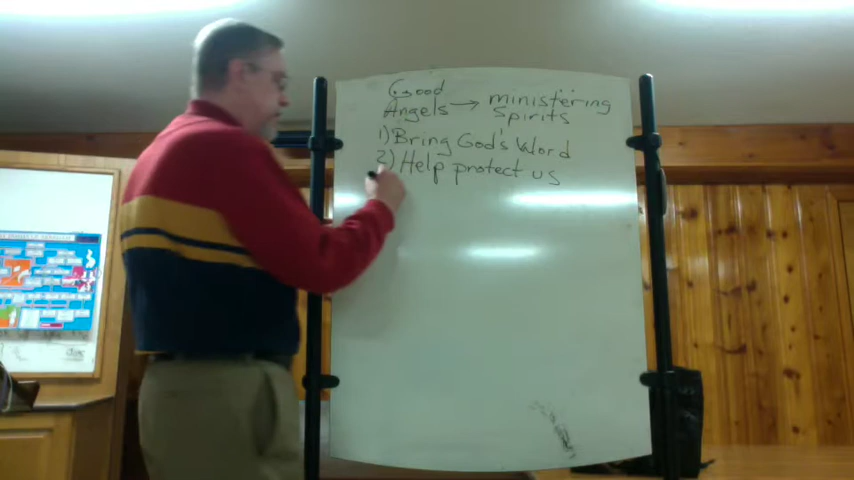 Good
Angels → ministering
Spirits
1) Bring God's Word
2) Help protect us